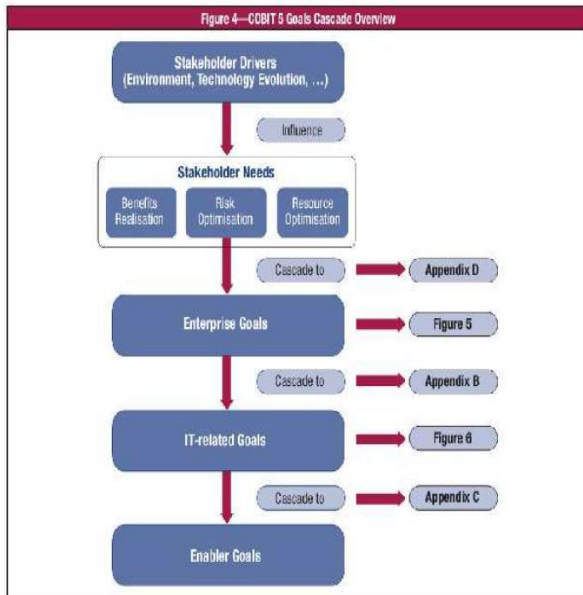 Figure 4—COBIT 5 Goals Cascade Overview
Stakeholder Drivers
(Environment, Technology Evolution, …)
Influence
Stakeholder Needs
Benefits
Realisation
Risk
Optimisation
Resource
Optimisation
Cascade to
Appendix D
Enterprise Goals
Figure 5
Cascade to
Appendix B
IT-related Goals
Figure 6
Cascade to
Appendix C
Enabler Goals